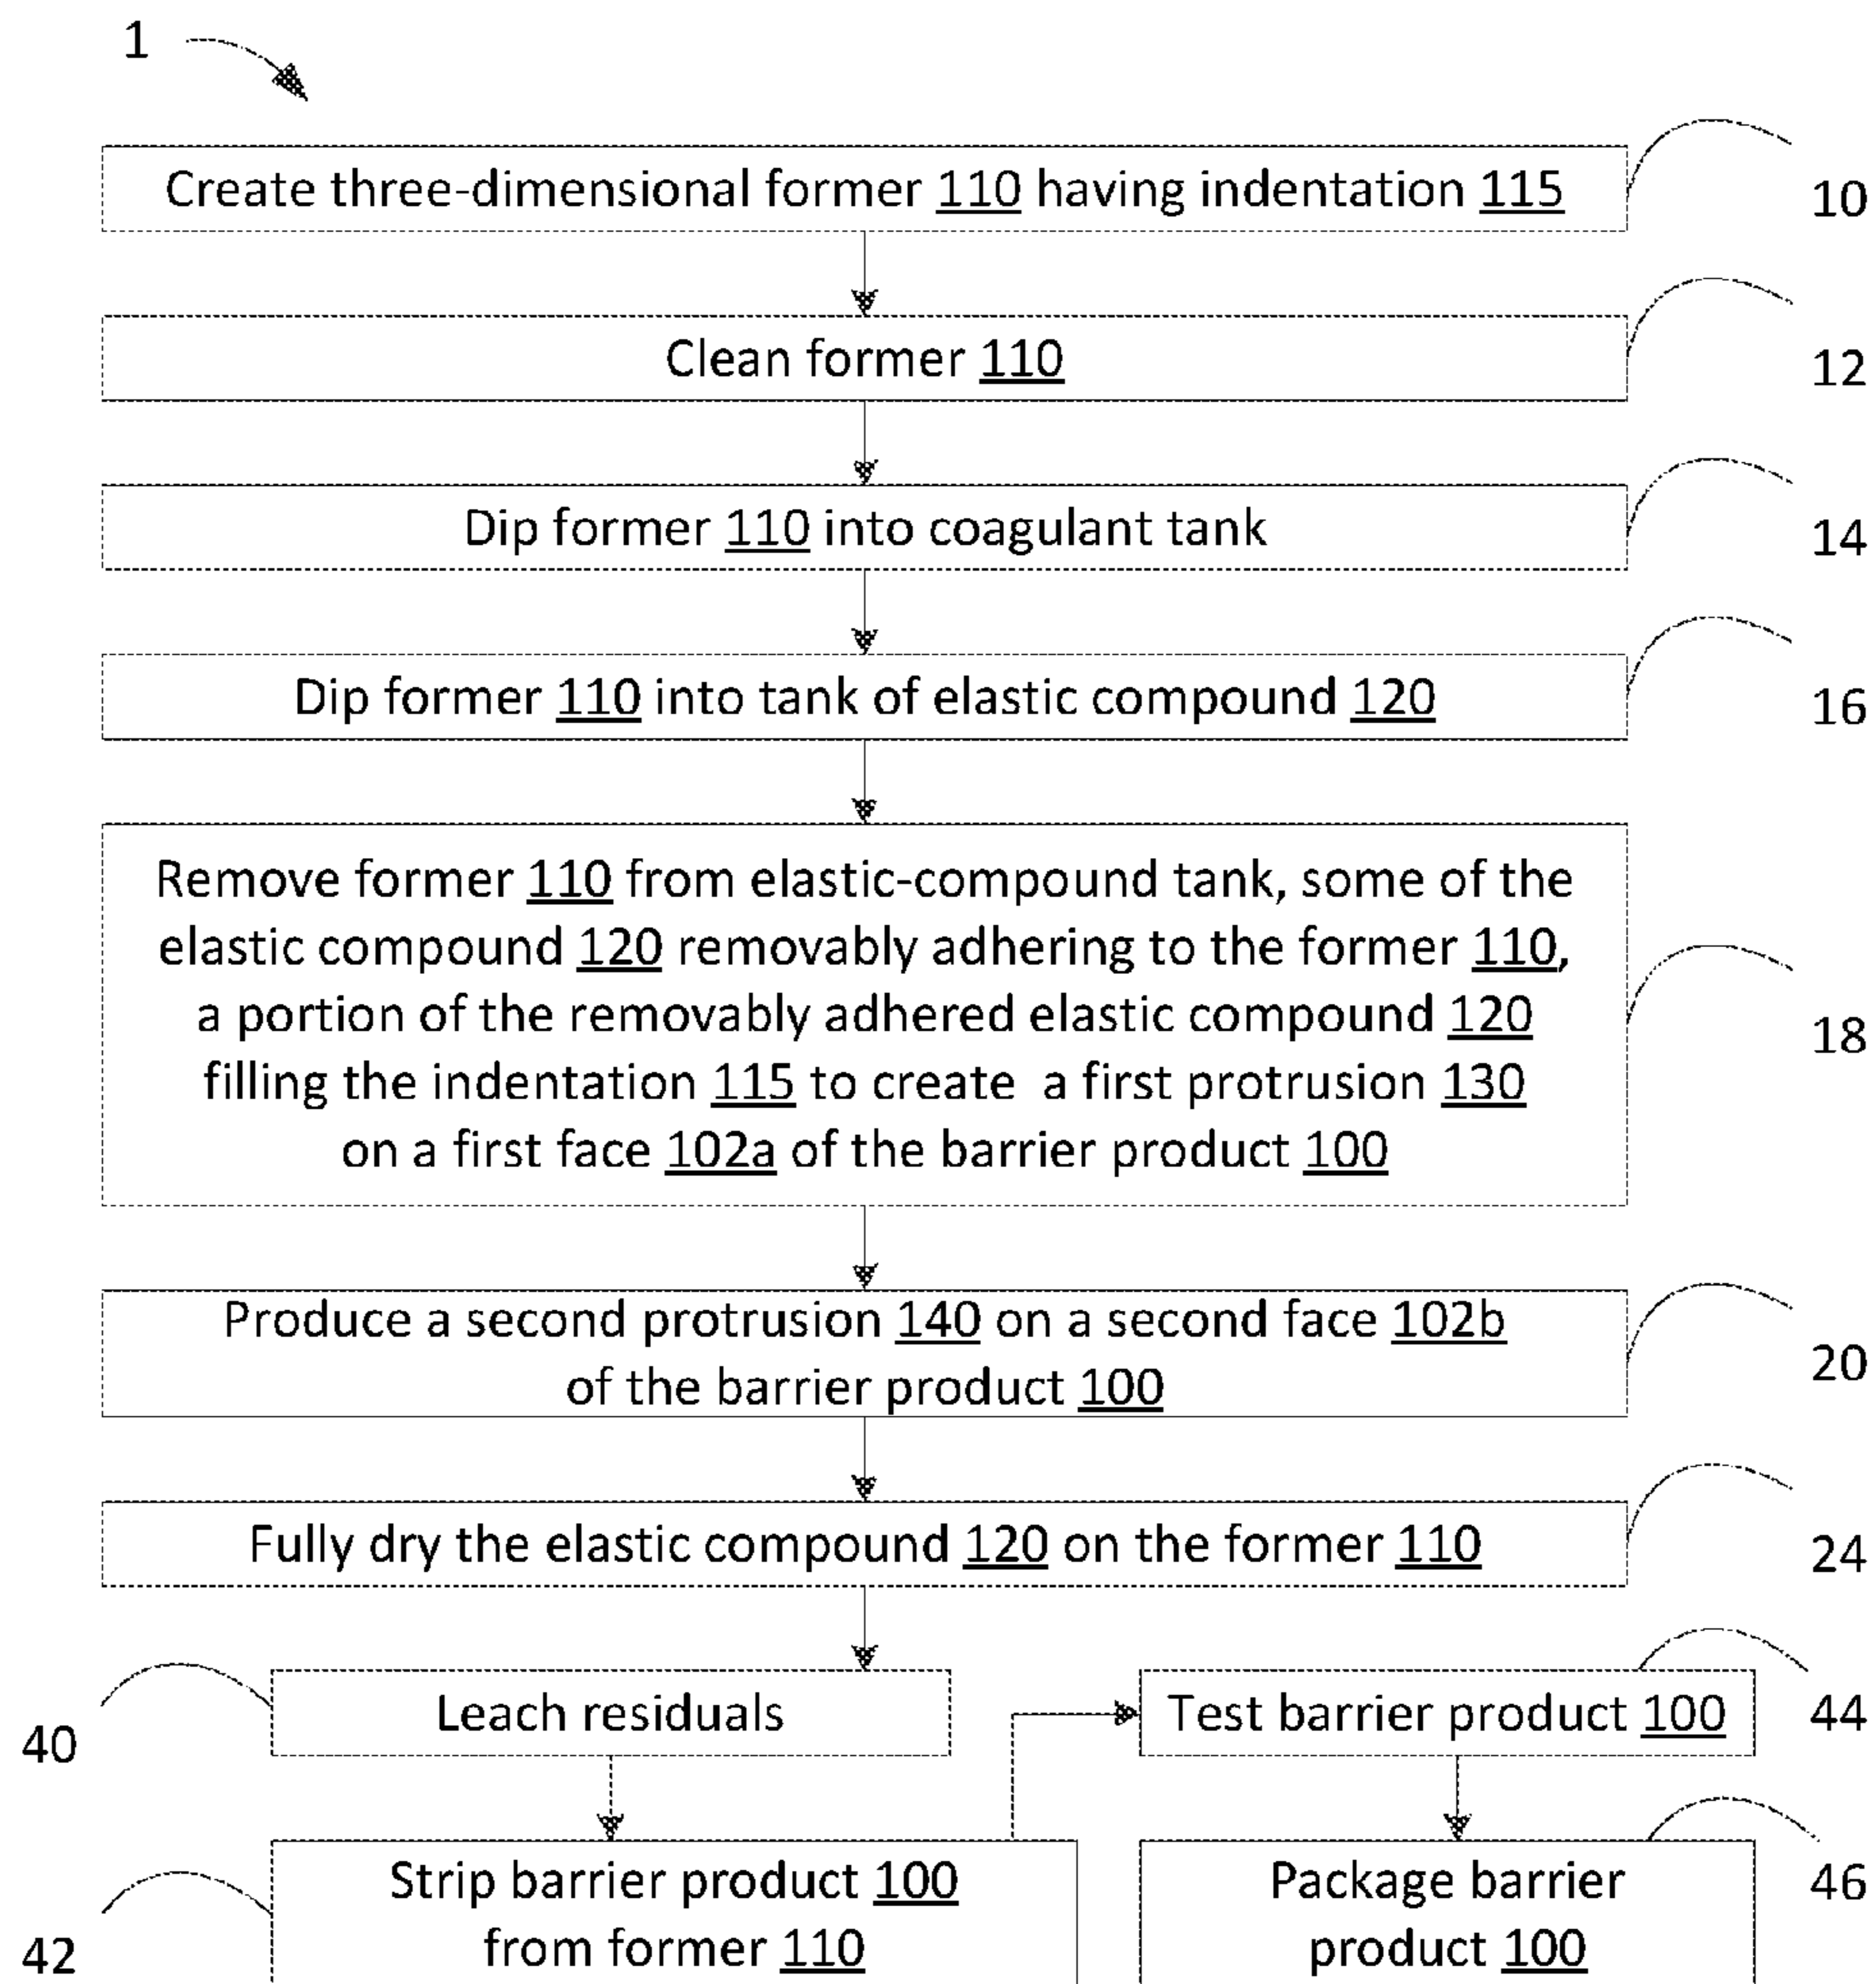 1
Create three-dimensional former 110 having indentation 115
10
Clean former 110
12
Dip former 110 into coagulant tank
14
Dip former 110 into tank of elastic compound 120
16
Remove former 110 from elastic-compound tank, some of the
elastic compound 120 removably adhering to the former 110,
a portion of the removably adhered elastic compound 120
filling the indentation 115 to create a first protrusion 130
on a first face 102a of the barrier product 100
18
Produce a second protrusion 140 on a second face 102b
of the barrier product 100
20
Fully dry the elastic compound 120 on the former 110
24
Leach residuals
40
Strip barrier product 100
from former 110
42
Test barrier product 100
44
Package barrier
product 100
46